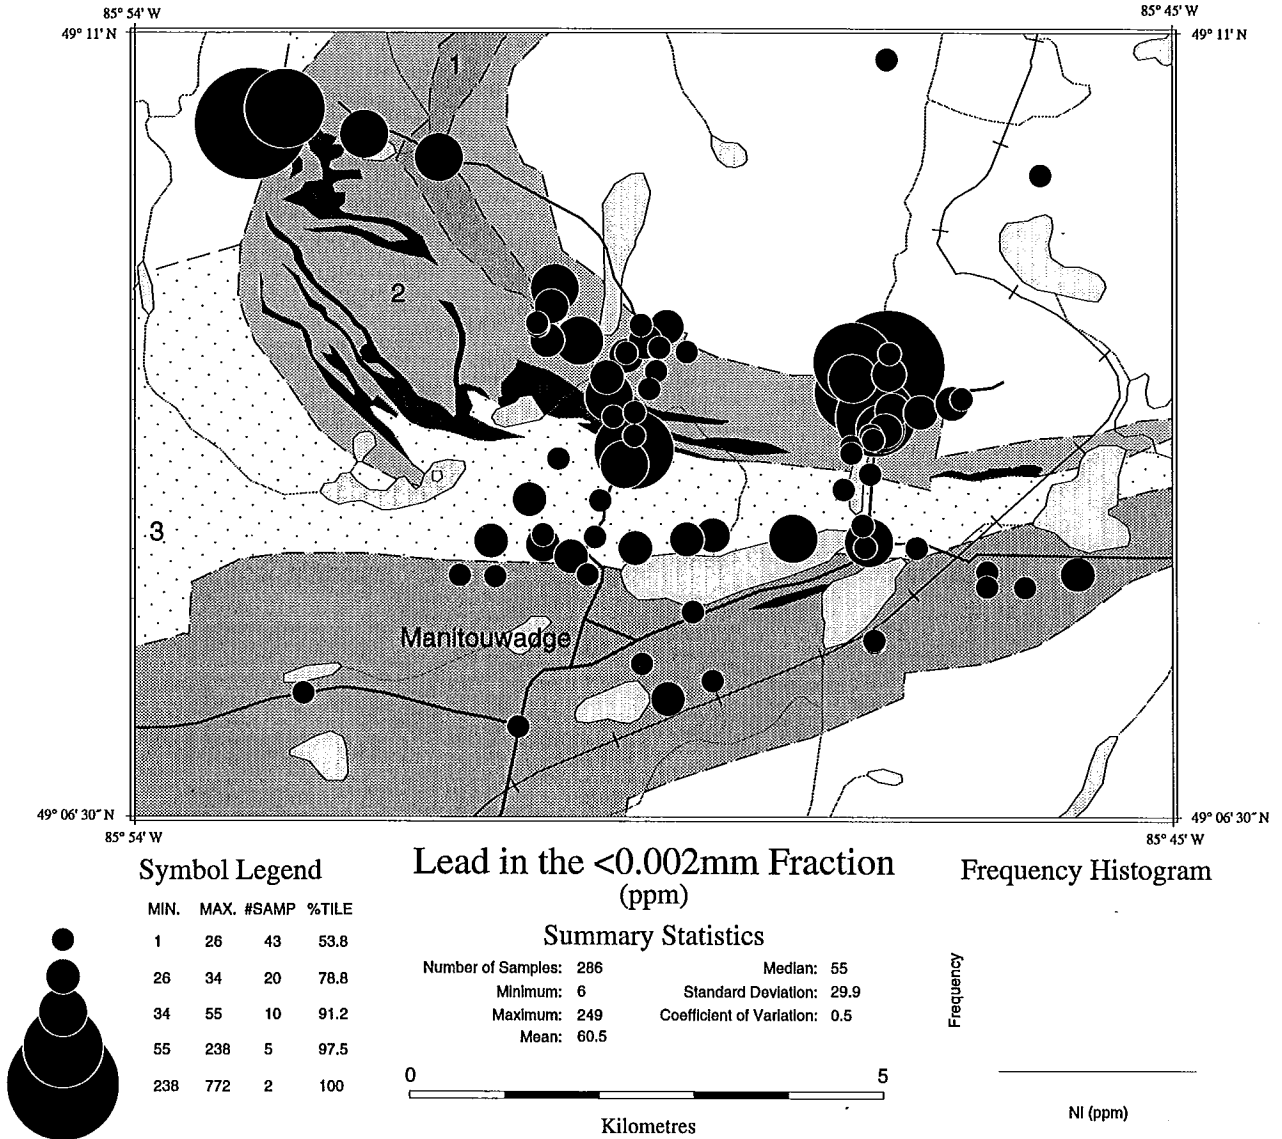 85° 54' W
85° 45' W
49° 11' N
49° 11' N
1
2
3
Manitouwadge
49° 06' 30" N
49° 06' 30" N
85° 54' W
85° 45' W
Lead in the <0.002mm Fraction
(ppm)
Symbol Legend
MIN. MAX. #SAMP %TILE
1 26 43 53.8
26 34 20 78.8
34 55 10 91.2
55 238 5 97.5
238 772 2 100
Summary Statistics
Number of Samples: 286
Minimum: 6
Maximum: 249
Mean: 60.5
Median: 55
Standard Deviation: 29.9
Coefficient of Variation: 0.5
0 5
Kilometres
Frequency Histogram
Frequency
NI (ppm)